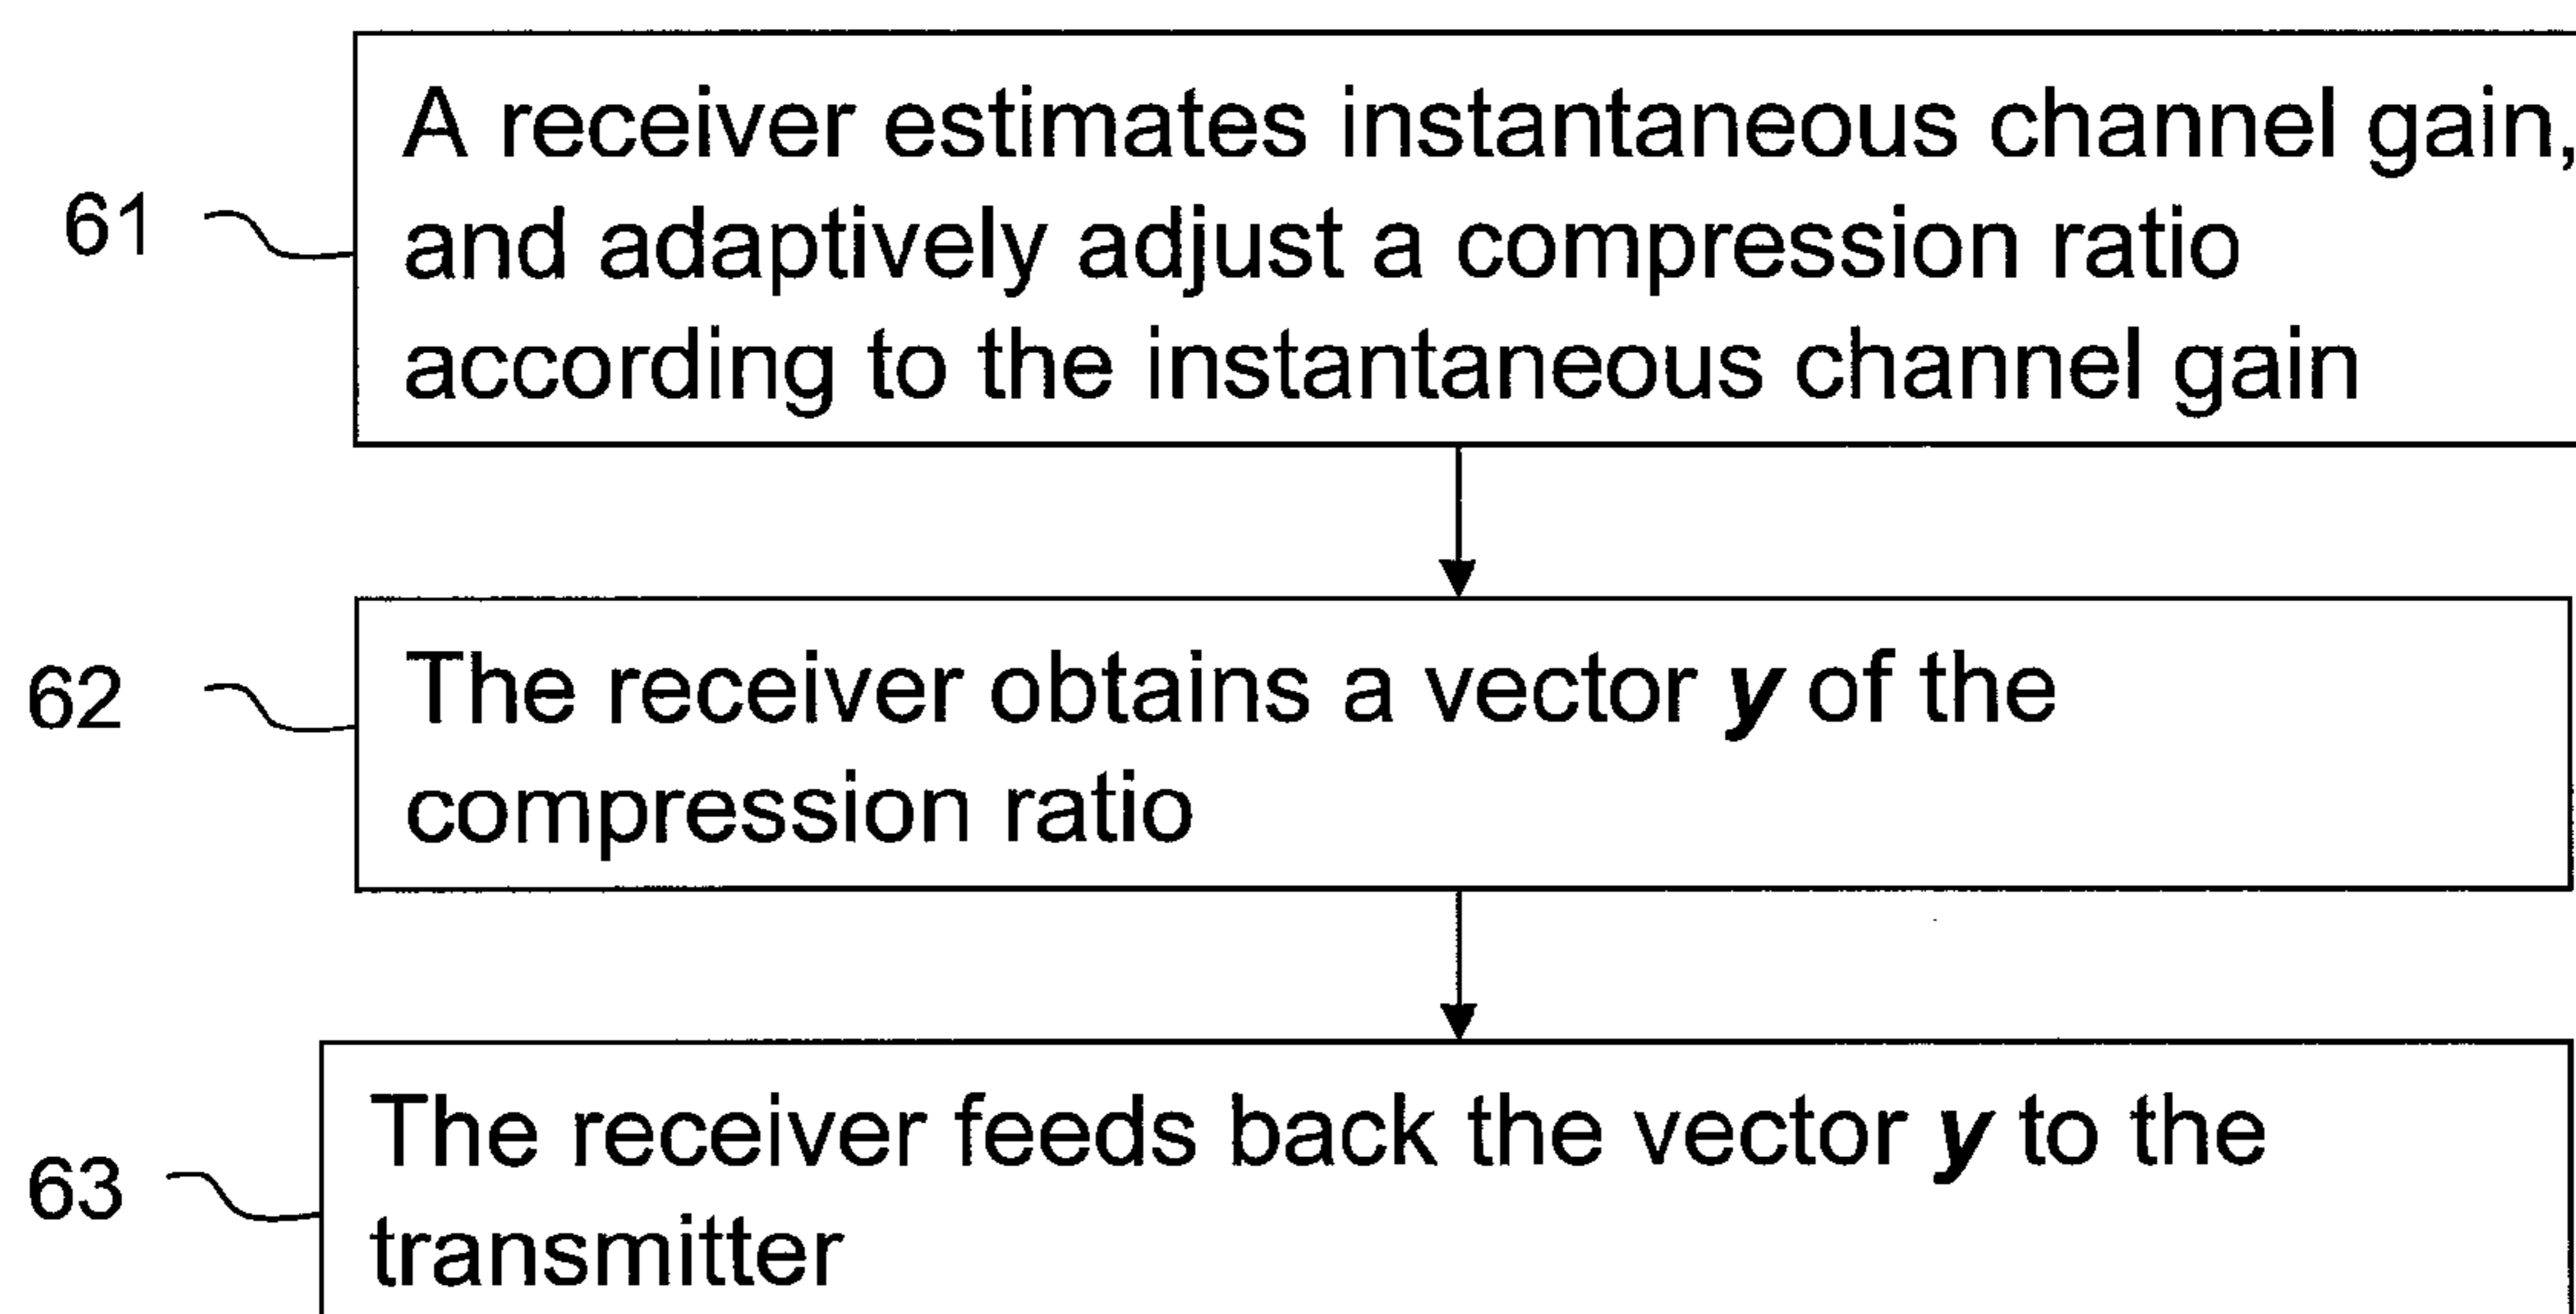 A receiver estimates instantaneous channel gain,
61 and adaptively adjust a compression ratio
according to the instantaneous channel gain
62 The receiver obtains a vector y of the
compression ratio
63 The receiver feeds back the vector y to the
transmitter